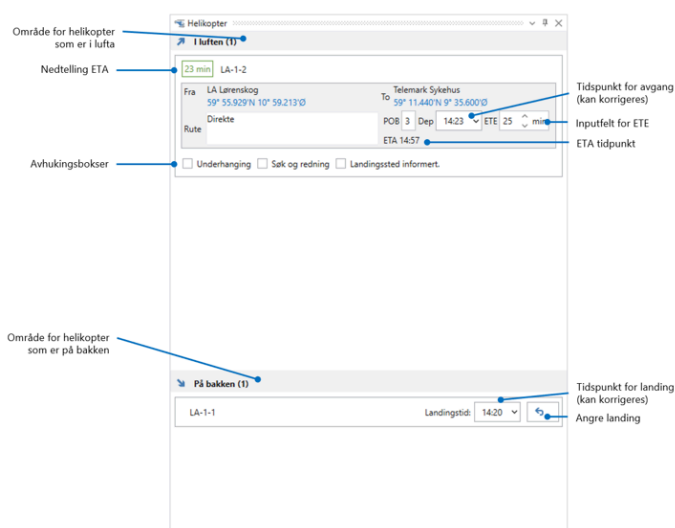 Helikopter
Område for helikopter
som er i lufta
I luften (1)
Nedtelling ETA
23 min LA-1-2
Fra LA Lørenskog
59° 55.929'N 10° 59.213'Ø
To Telemark Sykehus
59° 11.440'N 9° 35.600'Ø
Tidspunkt for avgang
(kan korrigeres)
Rute Direkte
POB 3 Dep 14:23 ETE 25 min
Inputfelt for ETE
ETA 14:57
ETA tidpunkt
Avhukingsbokser
Underhanging Søk og redning Landingssted informert.
Område for helikopter
som er på bakken
På bakken (1)
Tidspunkt for landing
(kan korrigeres)
LA-1-1 Landingstid: 14:20
Angre landing